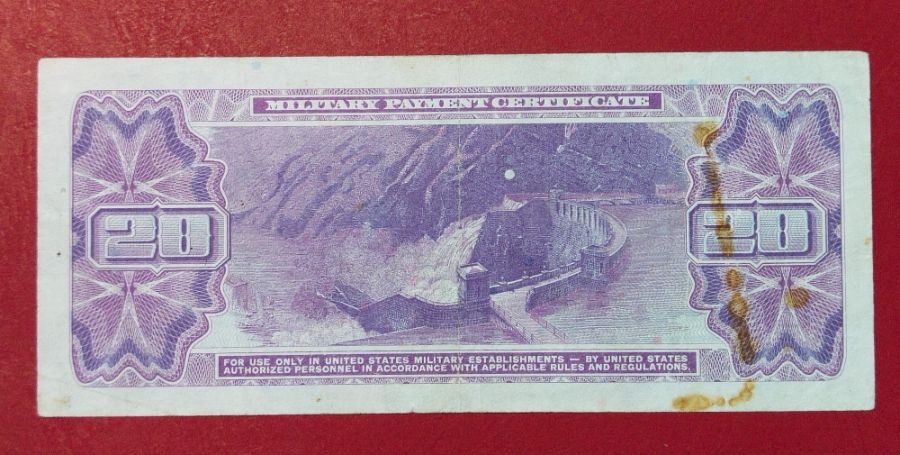 MILITARY PAYMENT CERTIFICATE
20 20
FOR USE ONLY IN UNITED STATES MILITARY ESTABLISHMENTS — BY UNITED STATES
AUTHORIZED PERSONNEL IN ACCORDANCE WITH APPLICABLE RULES AND REGULATIONS.